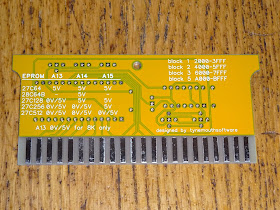 block 1 2000-3FFF
block 2 4000-5FFF
block 3 6000-7FFF
block 5 A000-BFFF
EPROM A13 A14 A15
27C64 5V 5V
28C64B - 5V
27C128 0V/5V - 5V
27C256 0V/5V 0V/5V
27C512 0V/5V 0V/5V 0V/5V
A13 0V/5V for 8K only
designed by tynemouthsoftware